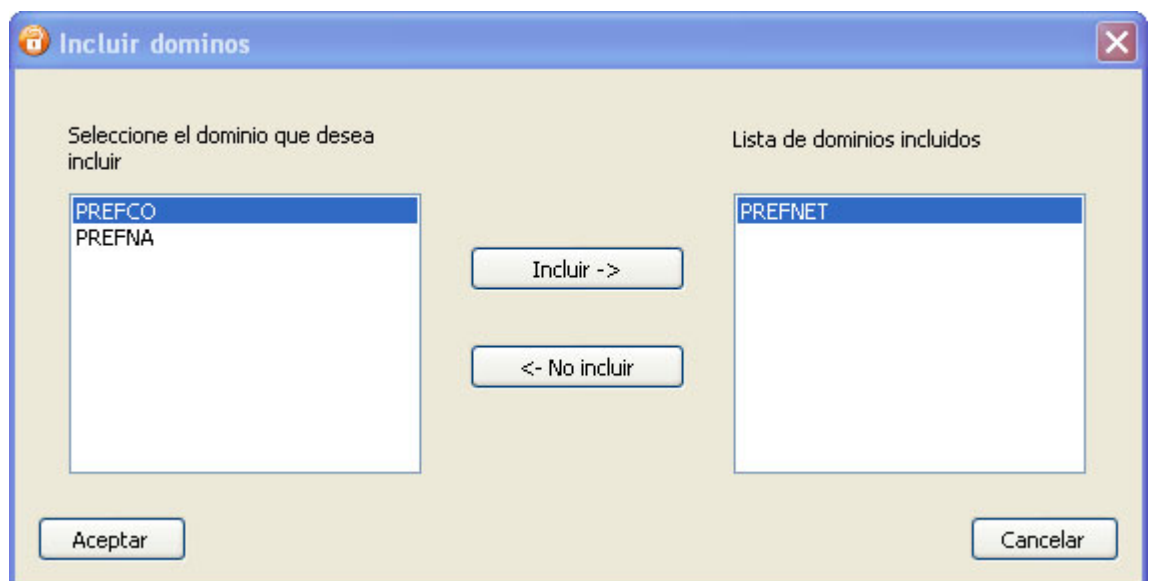 Incluir dominos
Seleccione el dominio que desea
incluir
Lista de dominios incluidos
PREFCO
PREFNA
PREFNET
Incluir ->
<- No incluir
Aceptar
Cancelar